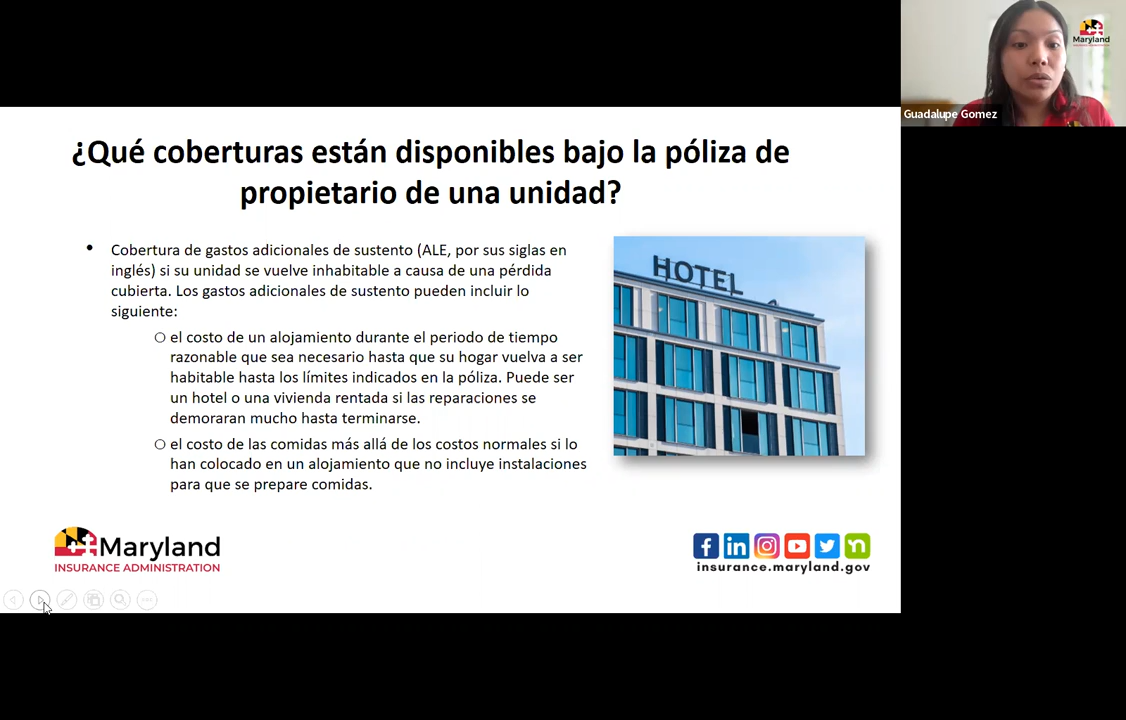 Maryland
INSURANCE ADMINISTRATION
Guadalupe Gomez
¿Qué coberturas están disponibles bajo la póliza de
propietario de una unidad?
• Cobertura de gastos adicionales de sustento (ALE, por sus siglas en
inglés) si su unidad se vuelve inhabitable a causa de una pérdida
cubierta. Los gastos adicionales de sustento pueden incluir lo
siguiente:
○ el costo de un alojamiento durante el periodo de tiempo
razonable que sea necesario hasta que su hogar vuelva a ser
habitable hasta los límites indicados en la póliza. Puede ser
un hotel o una vivienda rentada si las reparaciones se
demoraran mucho hasta terminarse.
○ el costo de las comidas más allá de los costos normales si lo
han colocado en un alojamiento que no incluye instalaciones
para que se prepare comidas.
HOTEL
Maryland
INSURANCE ADMINISTRATION
insurance.maryland.gov